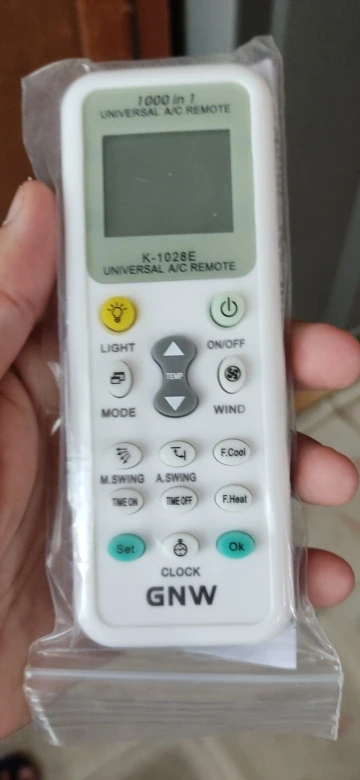 1000 in 1
UNIVERSAL A/C REMOTE
K-1028E
UNIVERSAL A/C REMOTE
LIGHT
ON/OFF
TEMP
MODE
WIND
F.Cool
M.SWING
A.SWING
TIME ON
TIME OFF
F.Heat
Set
Ok
CLOCK
GNW